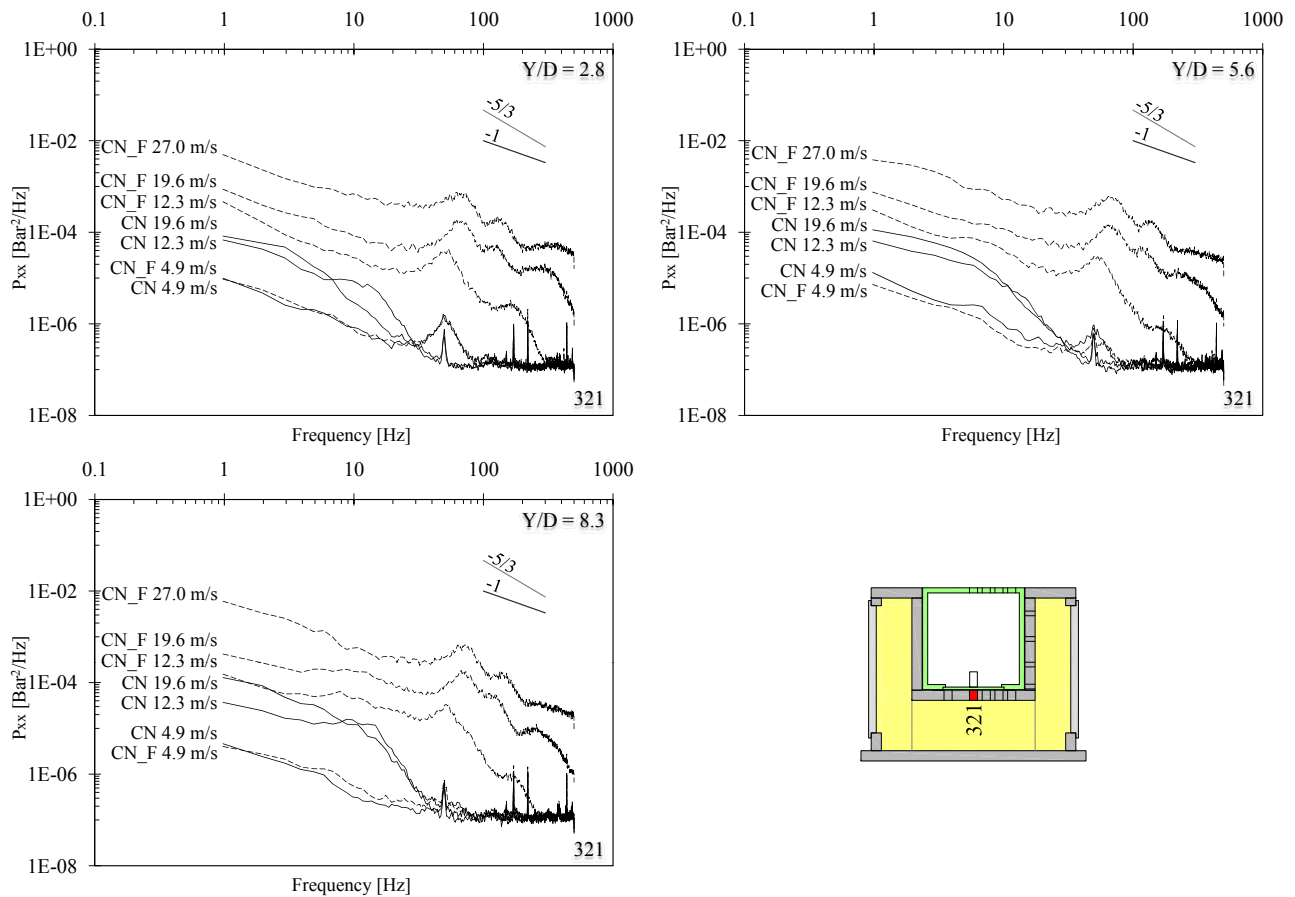 0.1 1 10 100 1000
1E+00
Y/D = 2.8
-5/3
1E-02
-1
CN_F 27.0 m/s
CN_F 19.6 m/s
CN_F 12.3 m/s
CN 19.6 m/s
1E-04
CN 12.3 m/s
CN_F 4.9 m/s
CN 4.9 m/s
1E-06
321
1E-08
Pxx [Bar²/Hz]
Frequency [Hz]
0.1 1 10 100 1000
1E+00
Y/D = 5.6
-5/3
1E-02
-1
CN_F 27.0 m/s
CN_F 19.6 m/s
CN_F 12.3 m/s
CN 19.6 m/s
1E-04
CN 12.3 m/s
CN 4.9 m/s
CN_F 4.9 m/s
1E-06
321
1E-08
Pxx [Bar²/Hz]
Frequency [Hz]
0.1 1 10 100 1000
1E+00
Y/D = 8.3
-5/3
1E-02
-1
CN_F 27.0 m/s
CN_F 19.6 m/s
CN_F 12.3 m/s
CN 19.6 m/s
1E-04
CN 12.3 m/s
CN 4.9 m/s
CN_F 4.9 m/s
1E-06
321
1E-08
Pxx [Bar²/Hz]
Frequency [Hz]
321